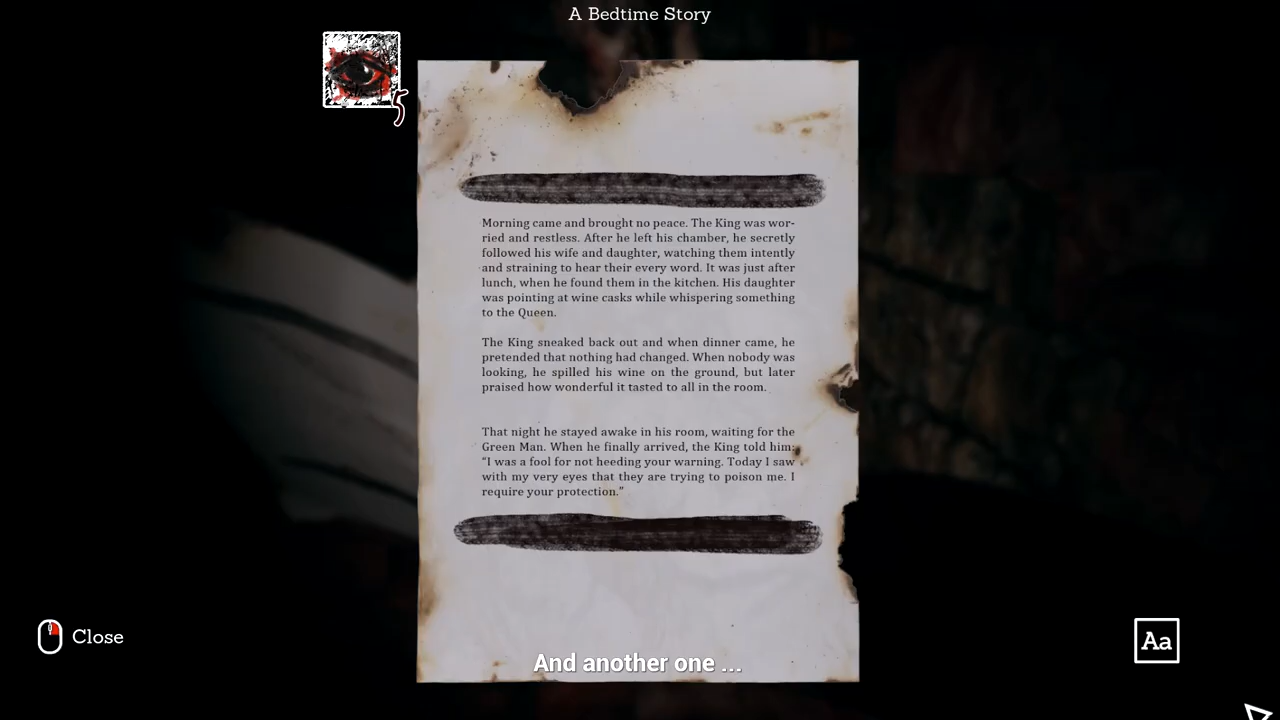 A Bedtime Story
5
Morning came and brought no peace. The King was wor-
ried and restless. After he left his chamber, he secretly
followed his wife and daughter, watching them intently
and straining to hear their every word. It was just after
lunch, when he found them in the kitchen. His daughter
was pointing at wine casks while whispering something
to the Queen.
The King sneaked back out and when dinner came, he
pretended that nothing had changed. When nobody was
looking, he spilled his wine on the ground, but later
praised how wonderful it tasted to all in the room.
That night he stayed awake in his room, waiting for the
Green Man. When he finally arrived, the King told him:
“I was a fool for not heeding your warning. Today I saw
with my very eyes that they are trying to poison me. I
require your protection.”
Close
Aa
And another one ...